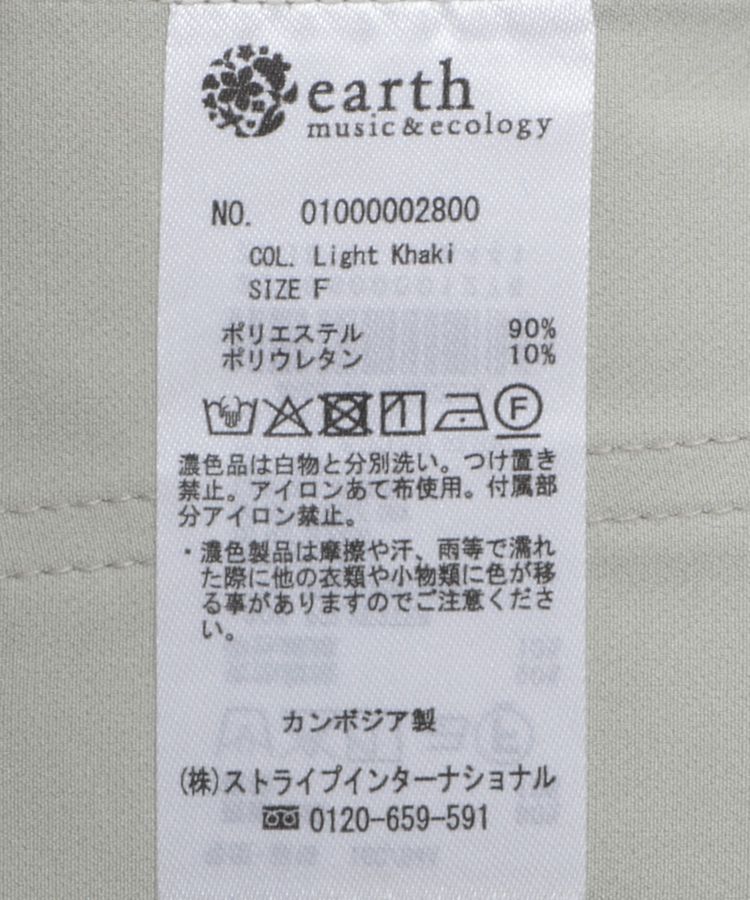 earth
music&ecology
NO. 01000002800
COL. Light Khaki
SIZE F
ポリエステル 90%
ポリウレタン 10%
F
濃色品は白物と分別洗い。つけ置き
禁止。アイロンあて布使用。付属部
分アイロン禁止。
・濃色製品は摩擦や汗、雨等で濡れ
た際に他の衣類や小物類に色が移
る事がありますのでご注意くださ
い。
カンボジア製
(株)ストライプインターナショナル
0120-659-591